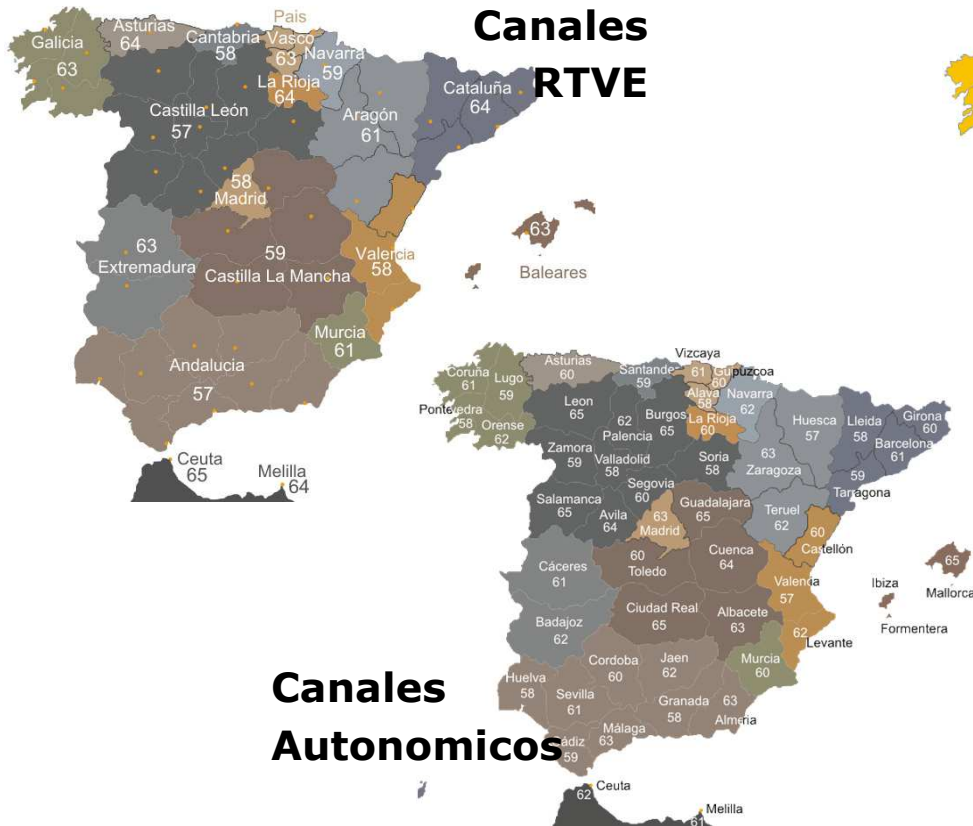 Canales
RTVE
Pais
Vasco
63
Galicia
63
Asturias
64
Cantabria
58
Navarra
59
La Rioja
64
Castilla León
57
Aragón
61
Cataluña
64
58
Madrid
63
Extremadura
59
Castilla La Mancha
Valencia
58
63
Baleares
Murcia
61
Andalucia
57
Ceuta
65
Melilla
64
Canales
Autonomicos
Coruña
61
Lugo
59
Pontevedra
58
Orense
62
Asturias
60
Santander
59
Vizcaya
61
Guipuzcoa
60
Alava
58
Navarra
62
La Rioja
60
Leon
65
62
Palencia
Burgos
65
Zamora
59
Valladolid
58
Soria
58
Segovia
60
Salamanca
65
Avila
64
Huesca
57
63
Zaragoza
Teruel
62
Lleida
58
Girona
60
Barcelona
61
59
Tarragona
63
Madrid
Guadalajara
65
60
Toledo
Cuenca
64
Ciudad Real
65
Albacete
63
60
Castellón
Valencia
57
62
Levante
65
Mallorca
Ibiza
Formentera
Cáceres
61
Badajoz
62
Murcia
60
Huelva
58
Sevilla
61
Cordoba
60
Jaen
62
Granada
58
63
Almeria
Málaga
63
ádiz
59
62
Ceuta
Melilla
61